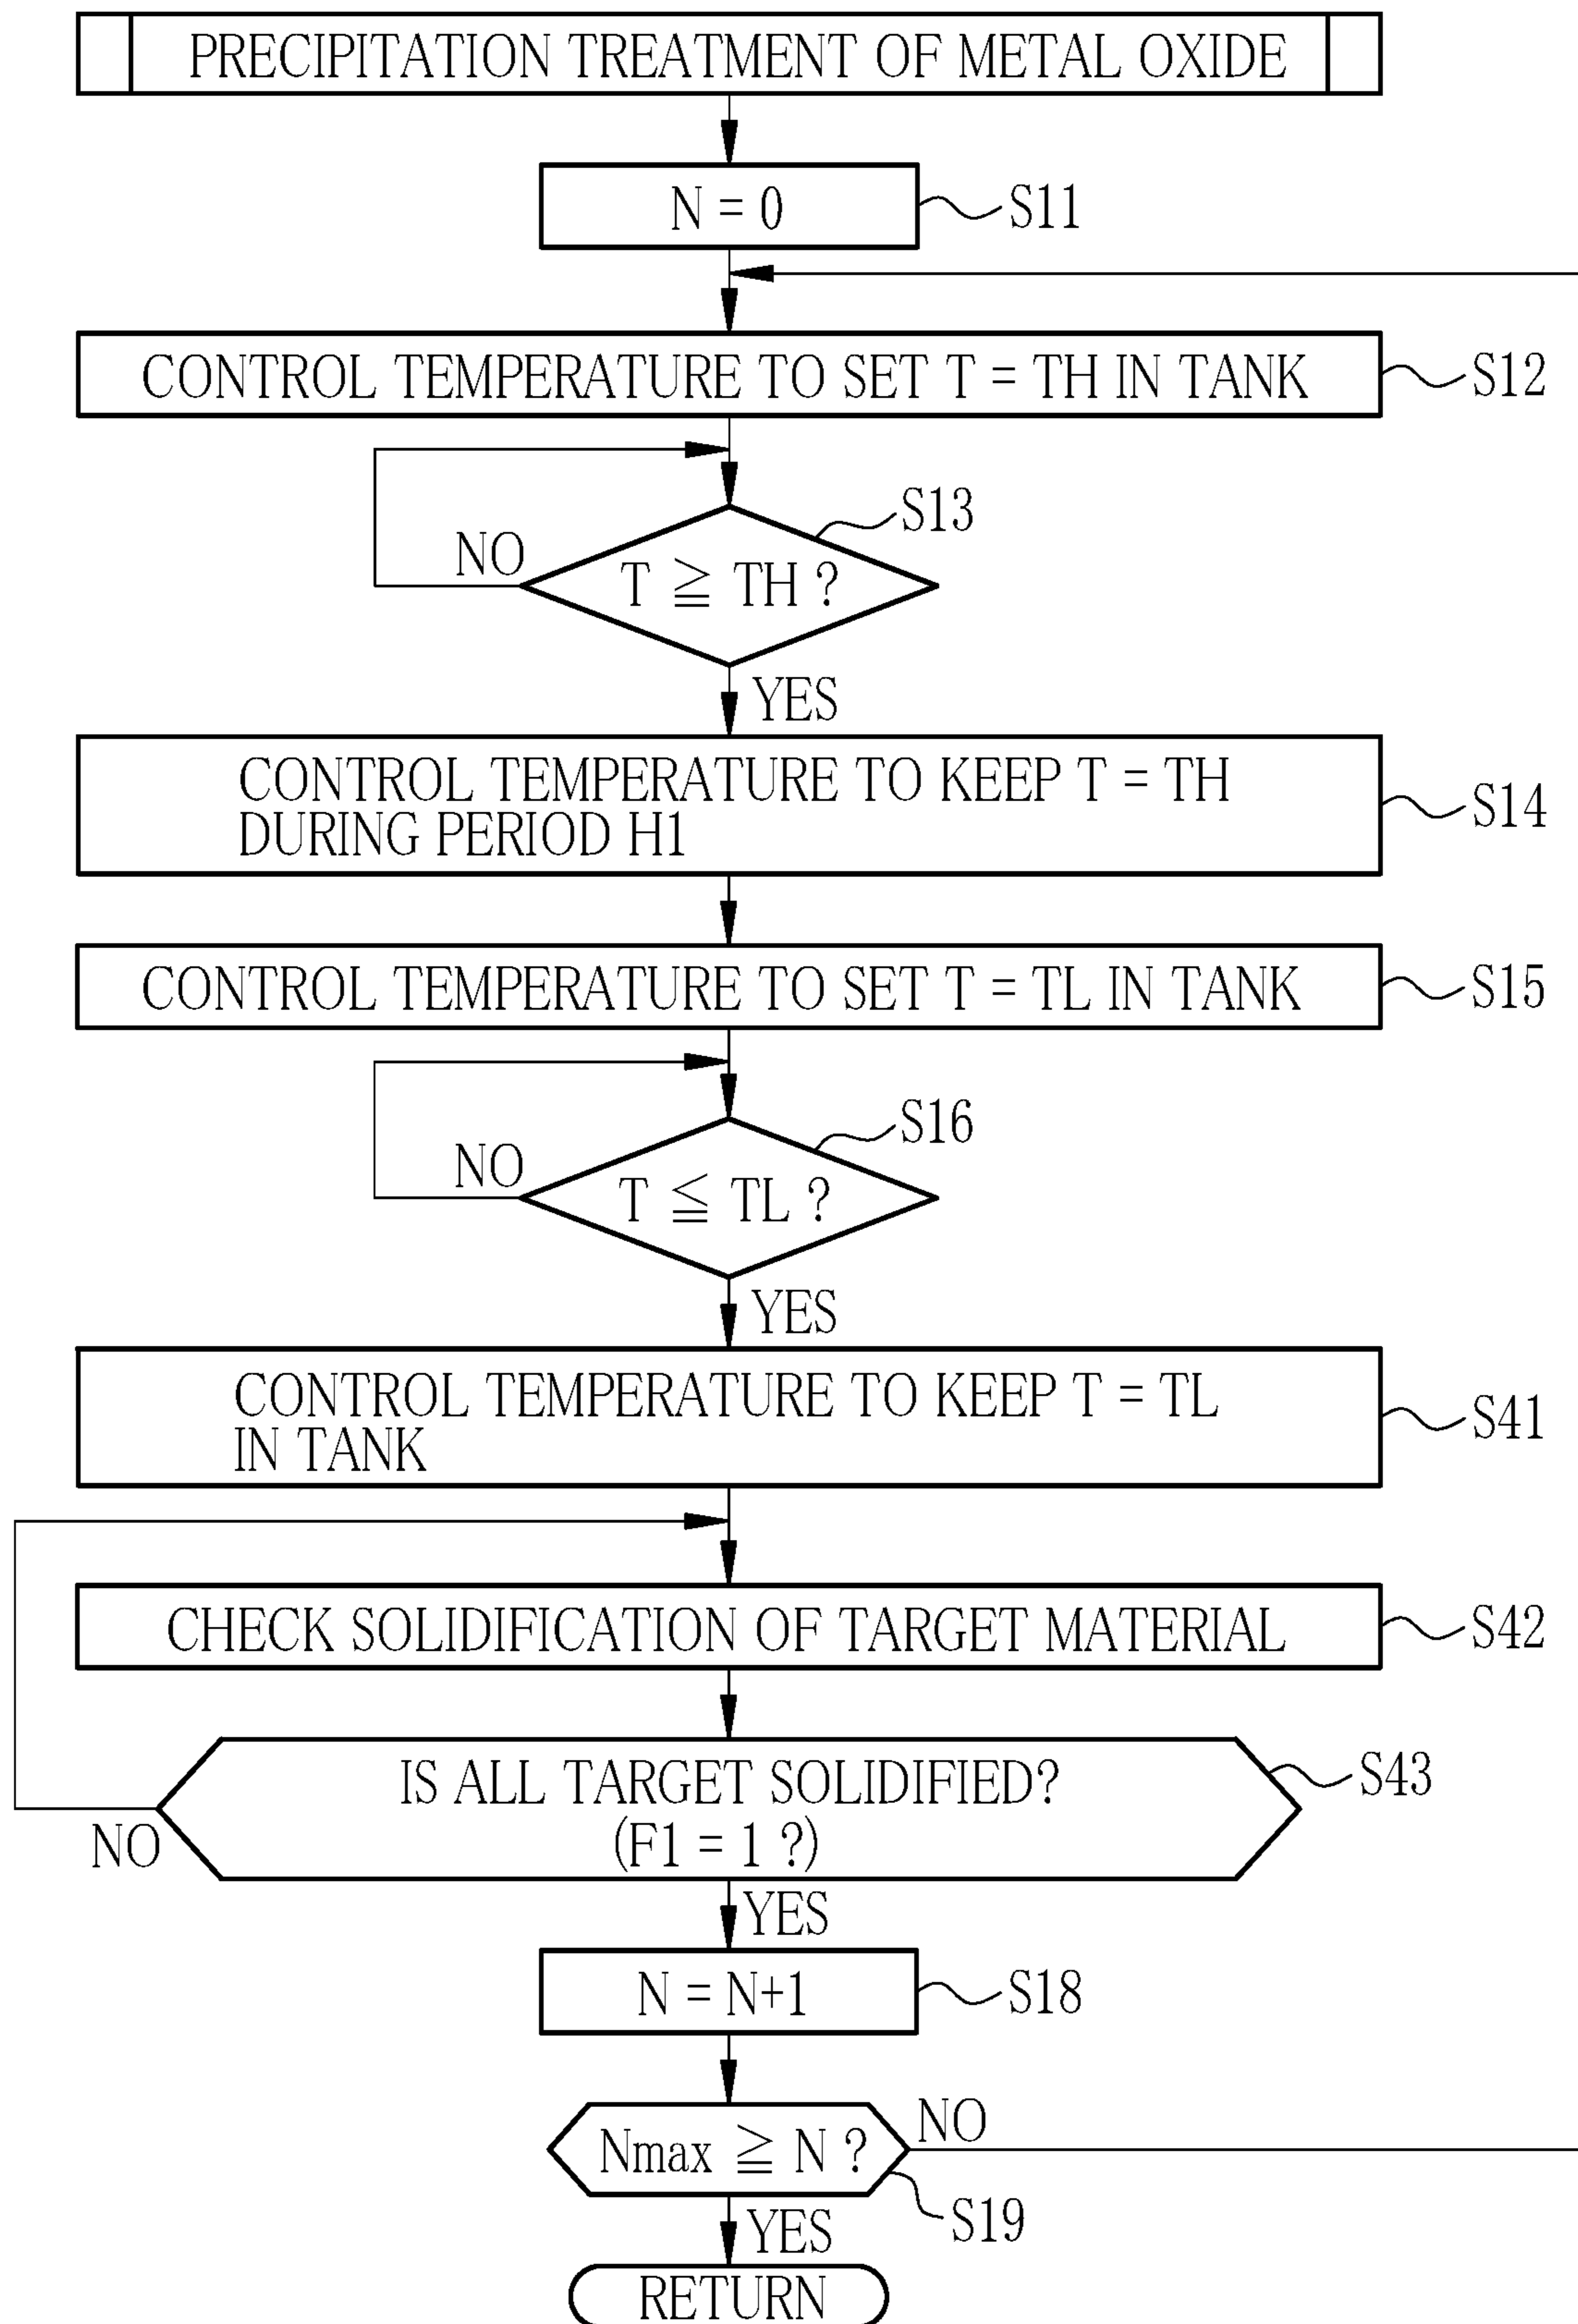 PRECIPITATION TREATMENT OF METAL OXIDE
N = 0
S11
CONTROL TEMPERATURE TO SET T = TH IN TANK
S12
S13
NO
T ≧ TH ?
YES
CONTROL TEMPERATURE TO KEEP T = TH
DURING PERIOD H1
S14
CONTROL TEMPERATURE TO SET T = TL IN TANK
S15
S16
NO
T ≦ TL ?
YES
CONTROL TEMPERATURE TO KEEP T = TL
IN TANK
S41
CHECK SOLIDIFICATION OF TARGET MATERIAL
S42
IS ALL TARGET SOLIDIFIED?
(F1 = 1 ?)
S43
NO
YES
N = N+1
S18
Nmax ≧ N ?
NO
S19
YES
RETURN